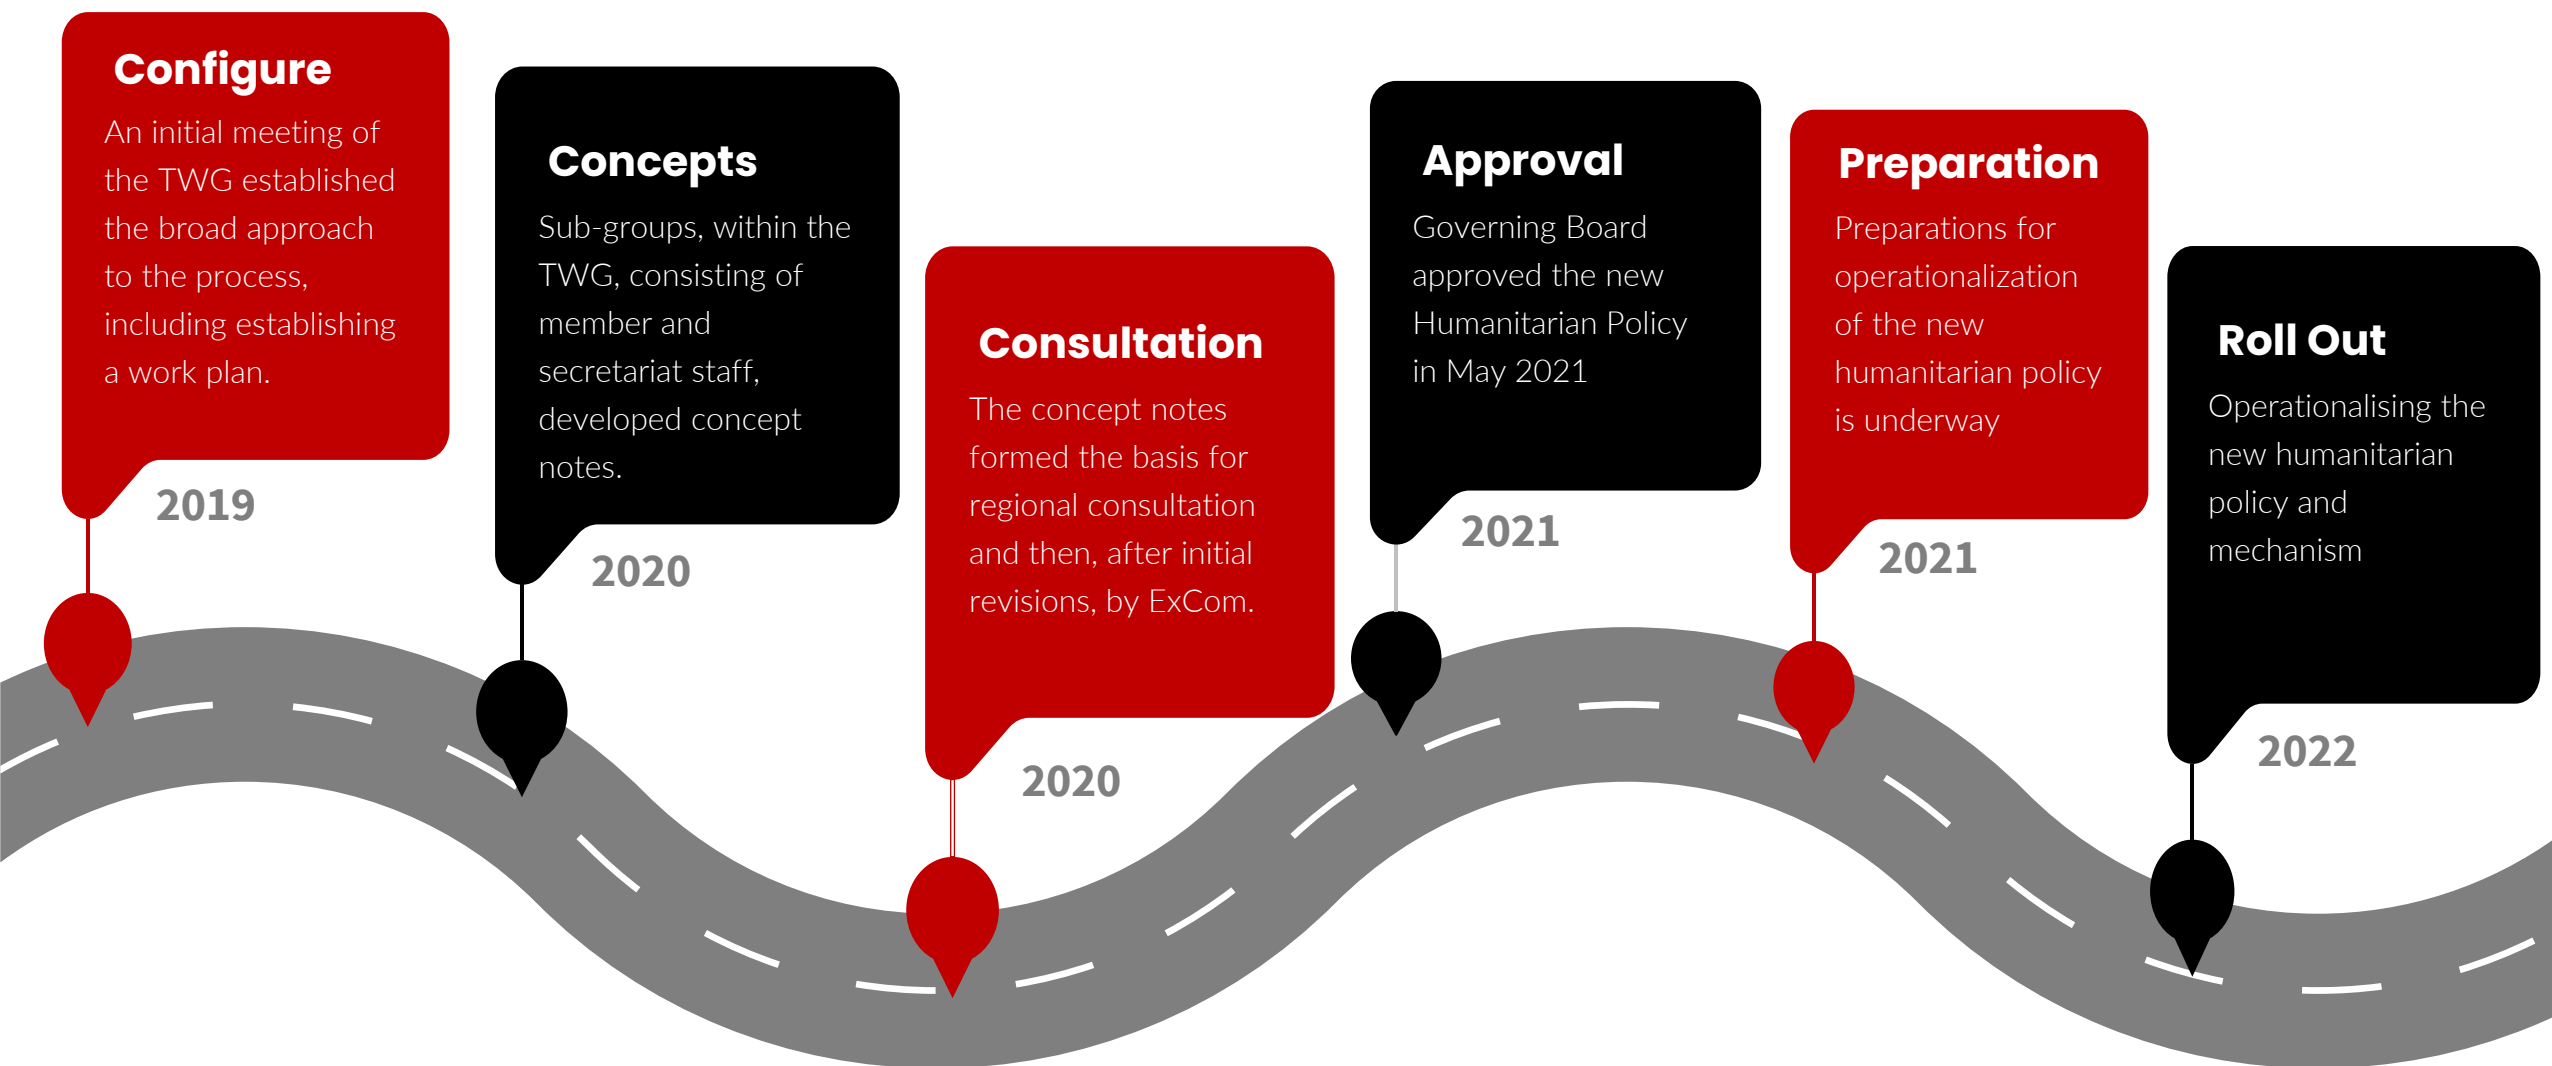 Configure
An initial meeting of
the TWG established
the broad approach
to the process,
including establishing
a work plan.
2019
Concepts
Sub-groups, within the
TWG, consisting of
member and
secretariat staff,
developed concept
notes.
2020
Consultation
The concept notes
formed the basis for
regional consultation
and then, after initial
revisions, by ExCom.
2020
Approval
Governing Board
approved the new
Humanitarian Policy
in May 2021
2021
Preparation
Preparations for
operationalization
of the new
humanitarian policy
is underway
2021
Roll Out
Operationalising the
new humanitarian
policy and
mechanism
2022